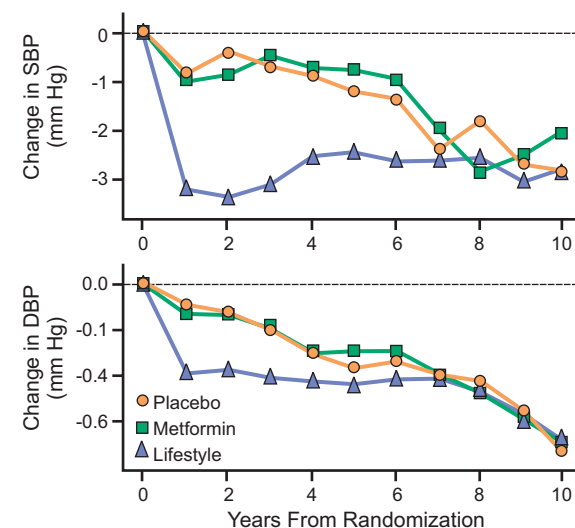 Change in SBP
(mm Hg)
0
-1
-2
-3
0 2 4 6 8 10
Change in DBP
(mm Hg)
0.0
-0.1
-0.4
-0.6
Placebo
Metformin
Lifestyle
0 2 4 6 8 10
Years From Randomization